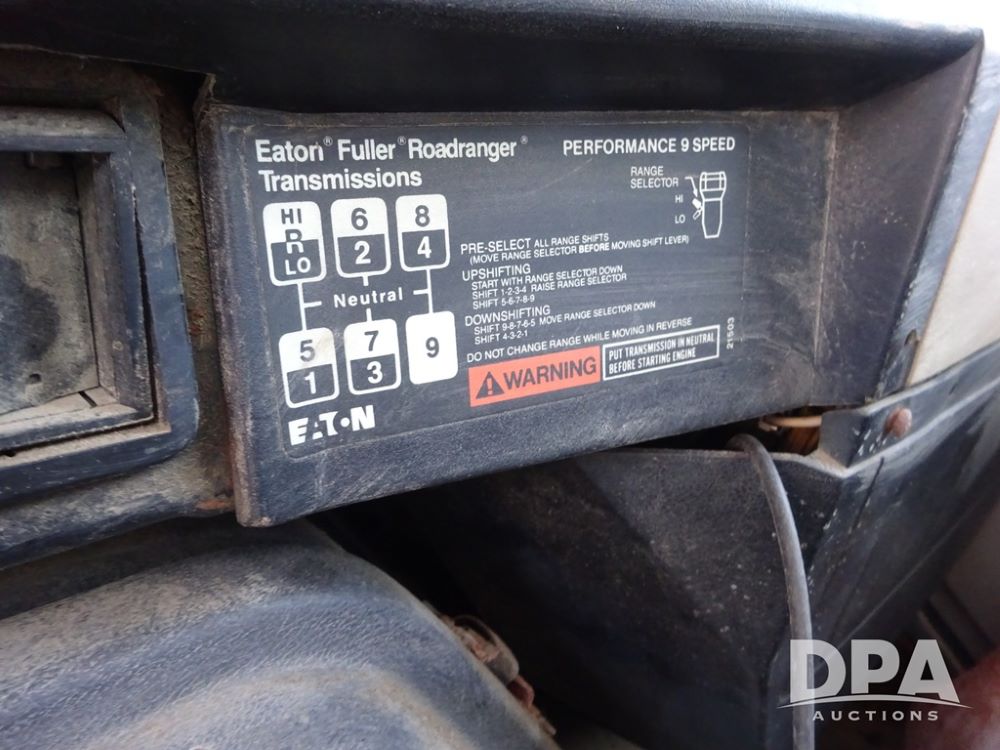 Eaton® Fuller® Roadranger®
Transmissions
PERFORMANCE 9 SPEED
RANGE
SELECTOR
HI
LO
HI
R
R
LO
6
2
8
4
Neutral
5
1
7
3
9
PRE-SELECT ALL RANGE SHIFTS
(MOVE RANGE SELECTOR BEFORE MOVING SHIFT LEVER)
UPSHIFTING
START WITH RANGE SELECTOR DOWN
SHIFT 1-2-3-4 RAISE RANGE SELECTOR
SHIFT 5-6-7-8-9
DOWNSHIFTING
SHIFT 9-8-7-6-5 MOVE RANGE SELECTOR DOWN
SHIFT 4-3-2-1
DO NOT CHANGE RANGE WHILE MOVING IN REVERSE
WARNING
PUT TRANSMISSION IN NEUTRAL
BEFORE STARTING ENGINE
21503
EATON
DPA
AUCTIONS